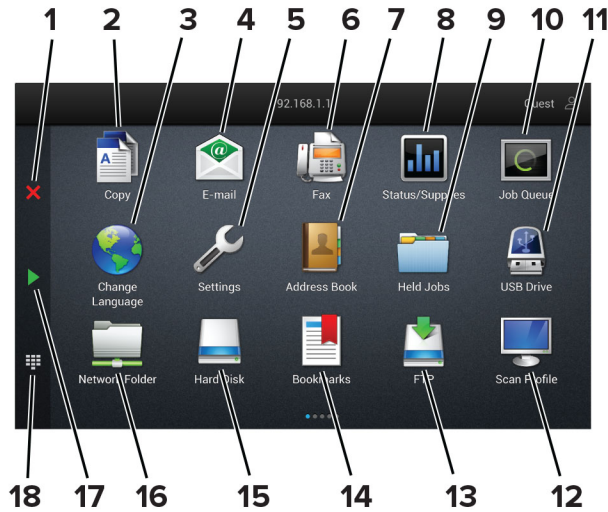 1 2 3 4 5 6 7 8 9 10 11
92.168.1.1
Guest
A
@
Copy E-mail Fax Status/Supplies Job Queue
Change
Language
Settings Address Book Held Jobs USB Drive
Network Folder Hard Disk Bookmarks FTP Scan Profile
18 17 16 15 14 13 12